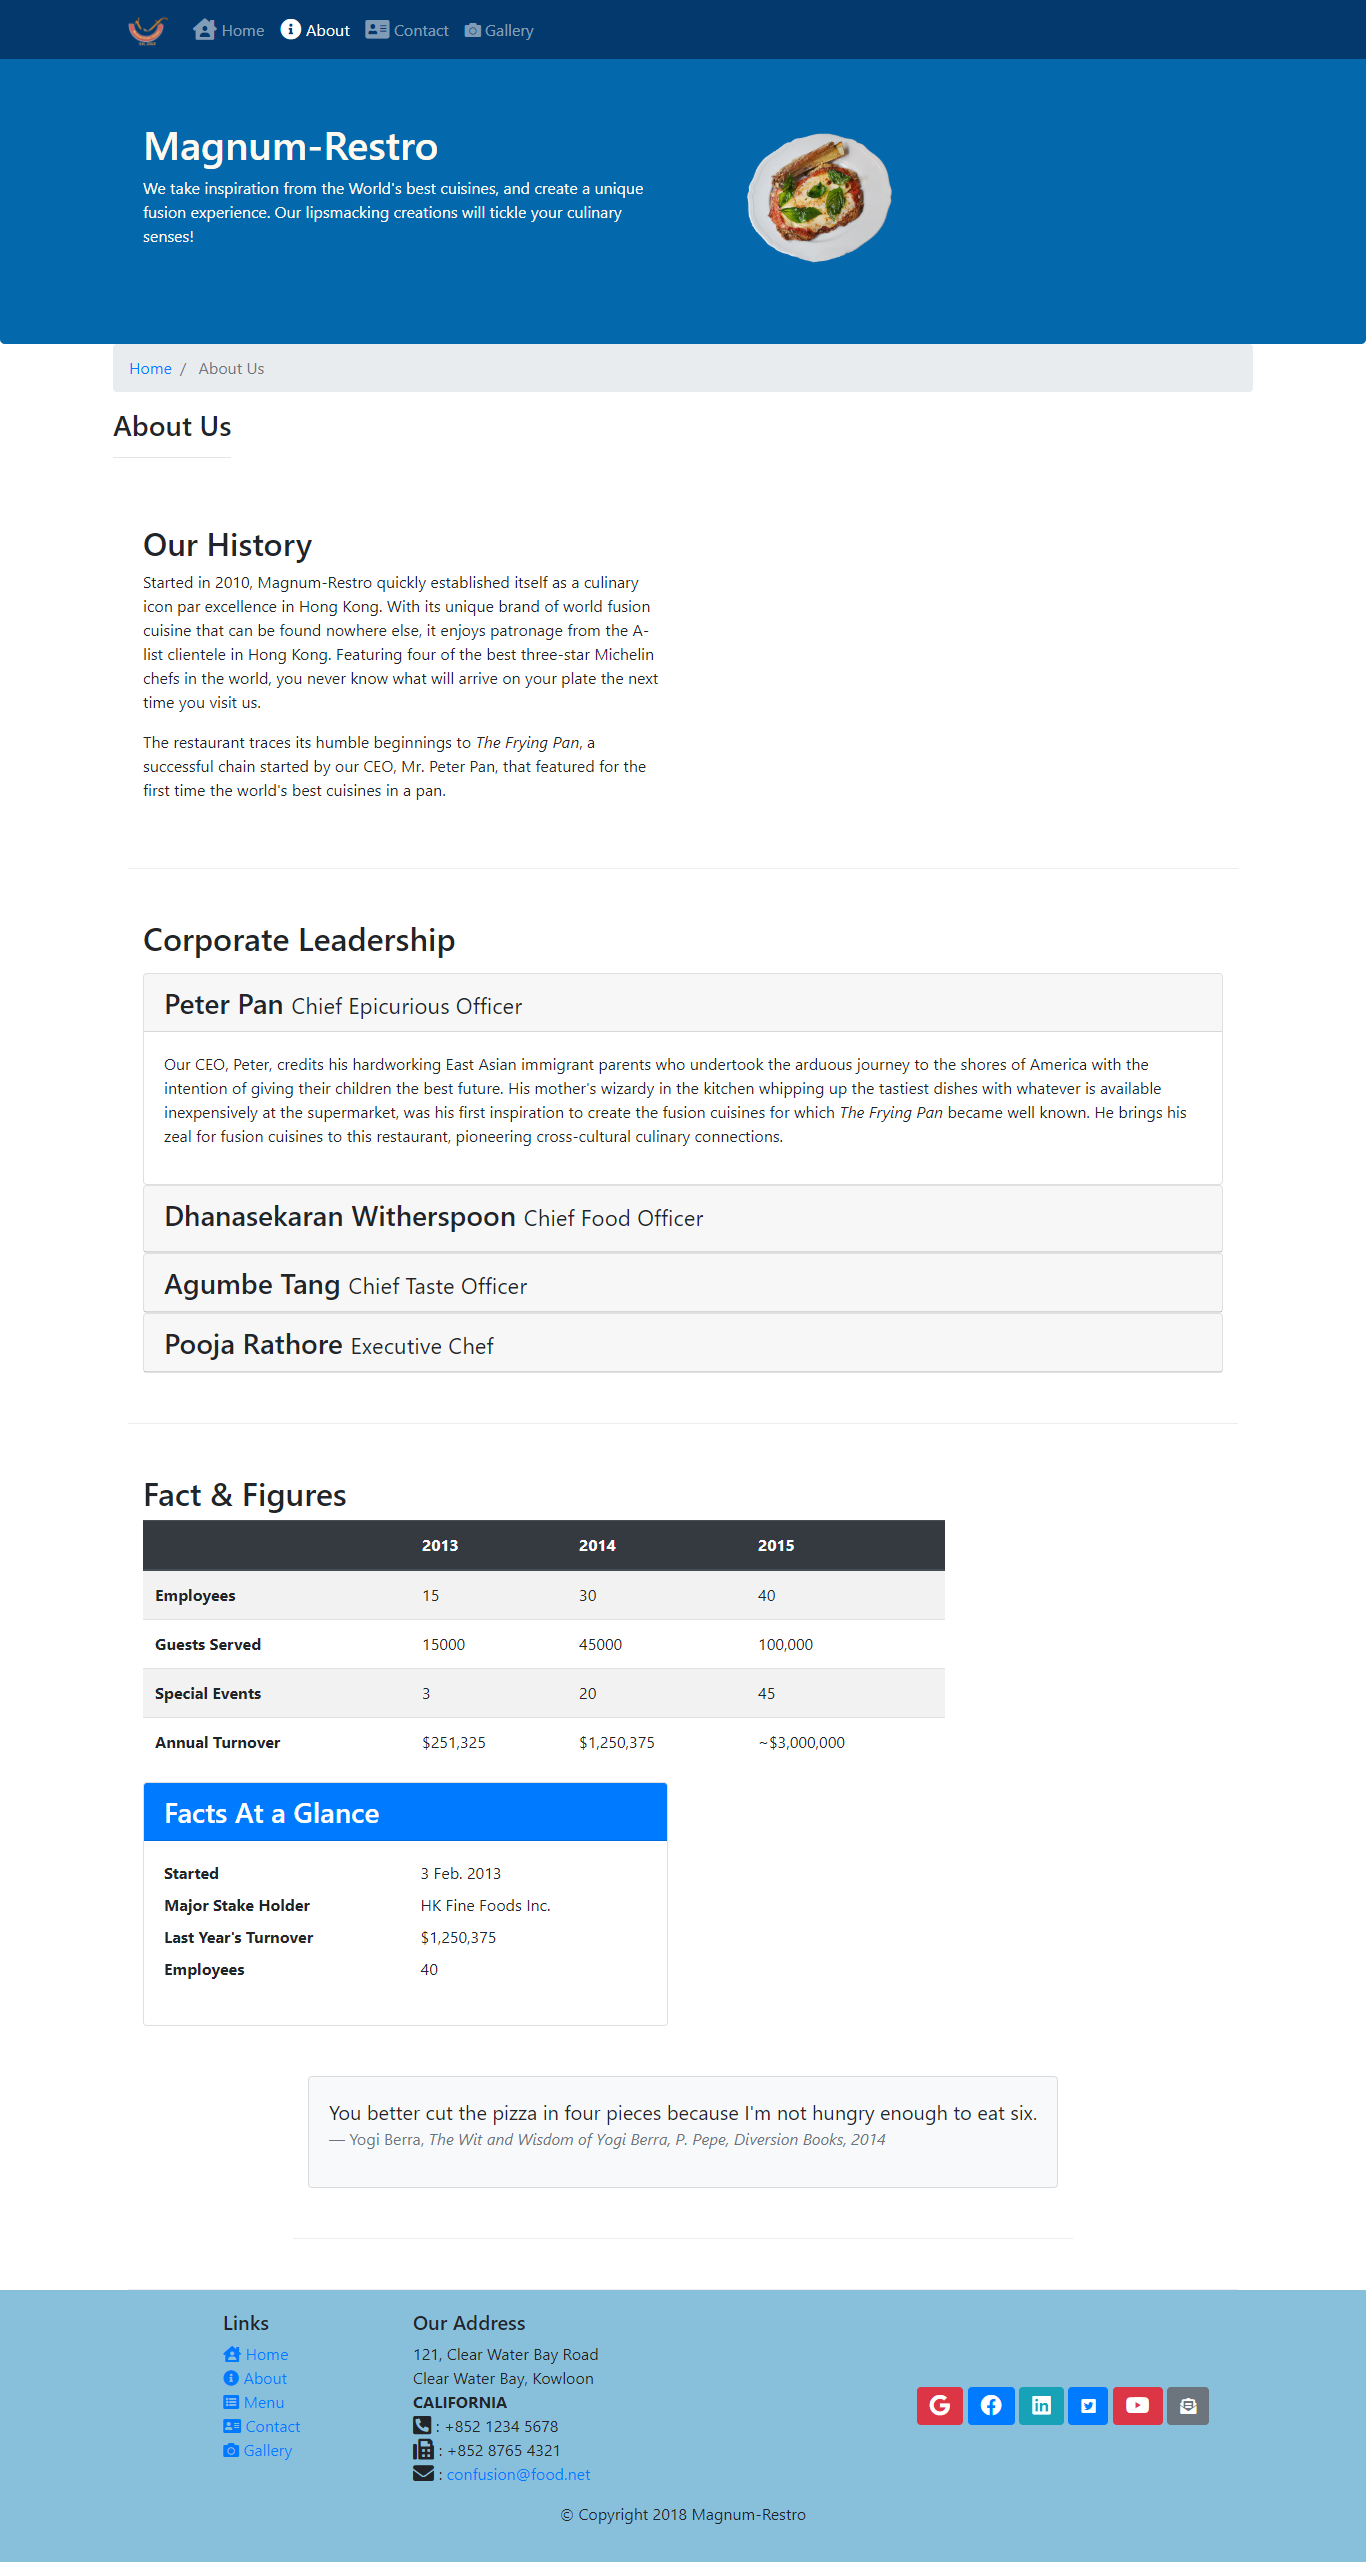 Home About Contact Gallery
Magnum-Restro
We take inspiration from the World's best cuisines, and create a unique
fusion experience. Our lipsmacking creations will tickle your culinary
senses!
Home / About Us
About Us
Our History
Started in 2010, Magnum-Restro quickly established itself as a culinary
icon par excellence in Hong Kong. With its unique brand of world fusion
cuisine that can be found nowhere else, it enjoys patronage from the A-
list clientele in Hong Kong. Featuring four of the best three-star Michelin
chefs in the world, you never know what will arrive on your plate the next
time you visit us.
The restaurant traces its humble beginnings to The Frying Pan, a
successful chain started by our CEO, Mr. Peter Pan, that featured for the
first time the world's best cuisines in a pan.
Corporate Leadership
Peter Pan Chief Epicurious Officer
Our CEO, Peter, credits his hardworking East Asian immigrant parents who undertook the arduous journey to the shores of America with the
intention of giving their children the best future. His mother's wizardy in the kitchen whipping up the tastiest dishes with whatever is available
inexpensively at the supermarket, was his first inspiration to create the fusion cuisines for which The Frying Pan became well known. He brings his
zeal for fusion cuisines to this restaurant, pioneering cross-cultural culinary connections.
Dhanasekaran Witherspoon Chief Food Officer
Agumbe Tang Chief Taste Officer
Pooja Rathore Executive Chef
Fact & Figures
2013 2014 2015
Employees 15 30 40
Guests Served 15000 45000 100,000
Special Events 3 20 45
Annual Turnover $251,325 $1,250,375 ~$3,000,000
Facts At a Glance
Started 3 Feb. 2013
Major Stake Holder HK Fine Foods Inc.
Last Year's Turnover $1,250,375
Employees 40
You better cut the pizza in four pieces because I'm not hungry enough to eat six.
— Yogi Berra, The Wit and Wisdom of Yogi Berra, P. Pepe, Diversion Books, 2014
Links
Home
About
Menu
Contact
Gallery
Our Address
121, Clear Water Bay Road
Clear Water Bay, Kowloon
CALIFORNIA
: +852 1234 5678
: +852 8765 4321
: confusion@food.net
© Copyright 2018 Magnum-Restro